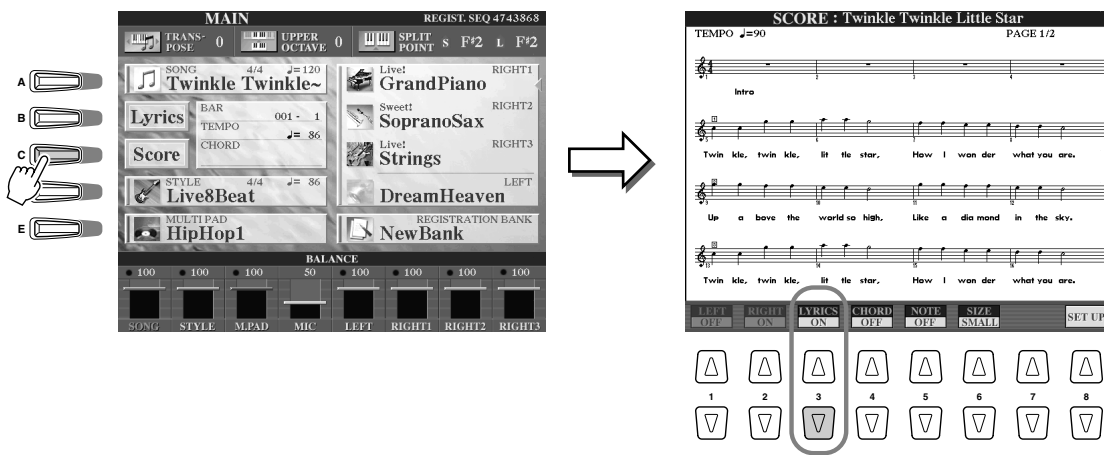 MAIN
REGIST. SEQ 4743868
TRANS-POSE 0
UPPER OCTAVE 0
SPLIT POINT S F♯2 L F♯2
A
B
C
E
SONG 4/4 ♩=120
Twinkle Twinkle~
Lyrics
BAR 001 - 1
TEMPO ♩= 86
Score
CHORD
STYLE 4/4 ♩= 86
Live8Beat
MULTI PAD
HipHop1
Live! RIGHT1
GrandPiano
Sweet! RIGHT2
SopranoSax
Live! RIGHT3
Strings
LEFT
DreamHeaven
REGISTRATION BANK
NewBank
BALANCE
100 100 100 50 100 100 100 100
SONG STYLE M.PAD MIC LEFT RIGHT1 RIGHT2 RIGHT3
SCORE : Twinkle Twinkle Little Star
TEMPO ♩=90 PAGE 1/2
Intro
Twin kle, twin kle, lit tle star, How I won der what you are.
Up a bove the world so high, Like a dia mond in the sky.
Twin kle, twin kle, lit tle star, How I won der what you are.
LEFT RIGHT LYRICS CHORD NOTE SIZE
OFF ON ON OFF OFF SMALL SET UP
1 2 3 4 5 6 7 8